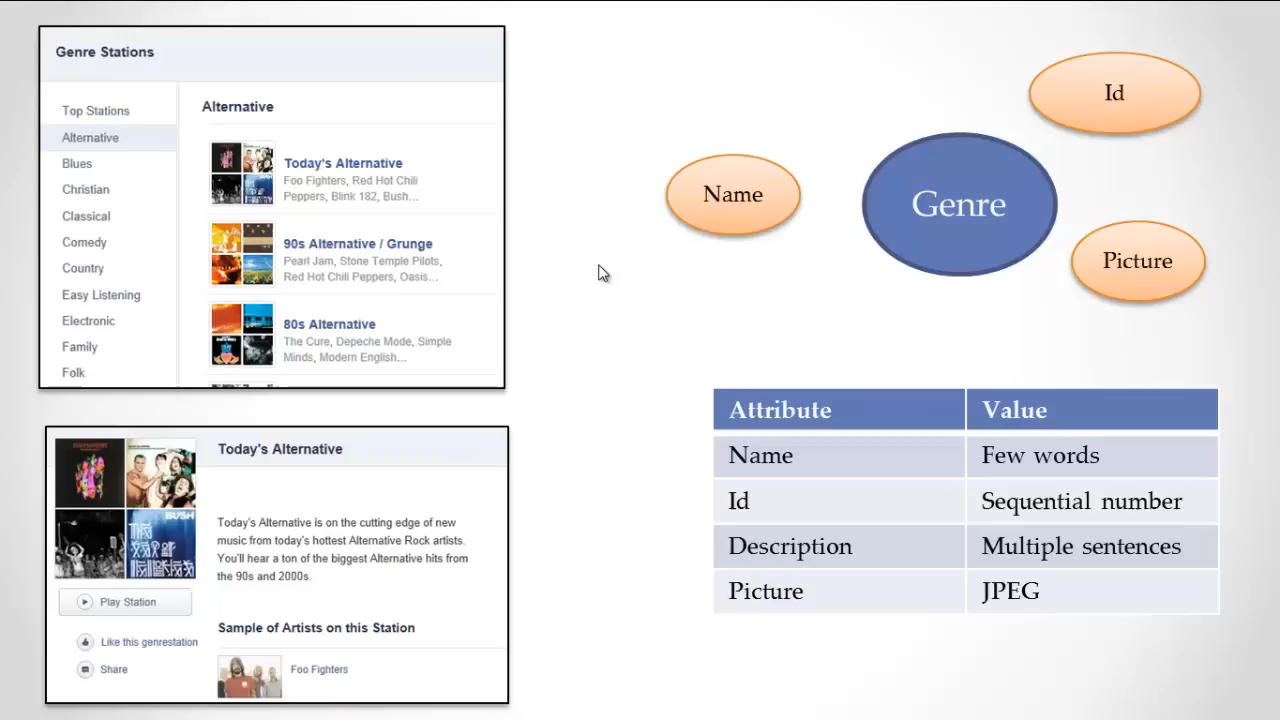 Genre Stations
Top Stations
Alternative
Blues
Christian
Classical
Comedy
Country
Easy Listening
Electronic
Family
Folk
Alternative
Today's Alternative
Foo Fighters, Red Hot Chili
Peppers, Blink 182, Bush...
90s Alternative / Grunge
Pearl Jam, Stone Temple Pilots,
Red Hot Chili Peppers, Oasis...
80s Alternative
The Cure, Depeche Mode, Simple
Minds, Modern English...
BUSH
Play Station
Like this genrestation
Share
Today's Alternative
Today's Alternative is on the cutting edge of new
music from today's hottest Alternative Rock artists.
You'll hear a ton of the biggest Alternative hits from
the 90s and 2000s.
Sample of Artists on this Station
Foo Fighters
Id
Name
Genre
Picture
Attribute Value
Name Few words
Id Sequential number
Description Multiple sentences
Picture JPEG